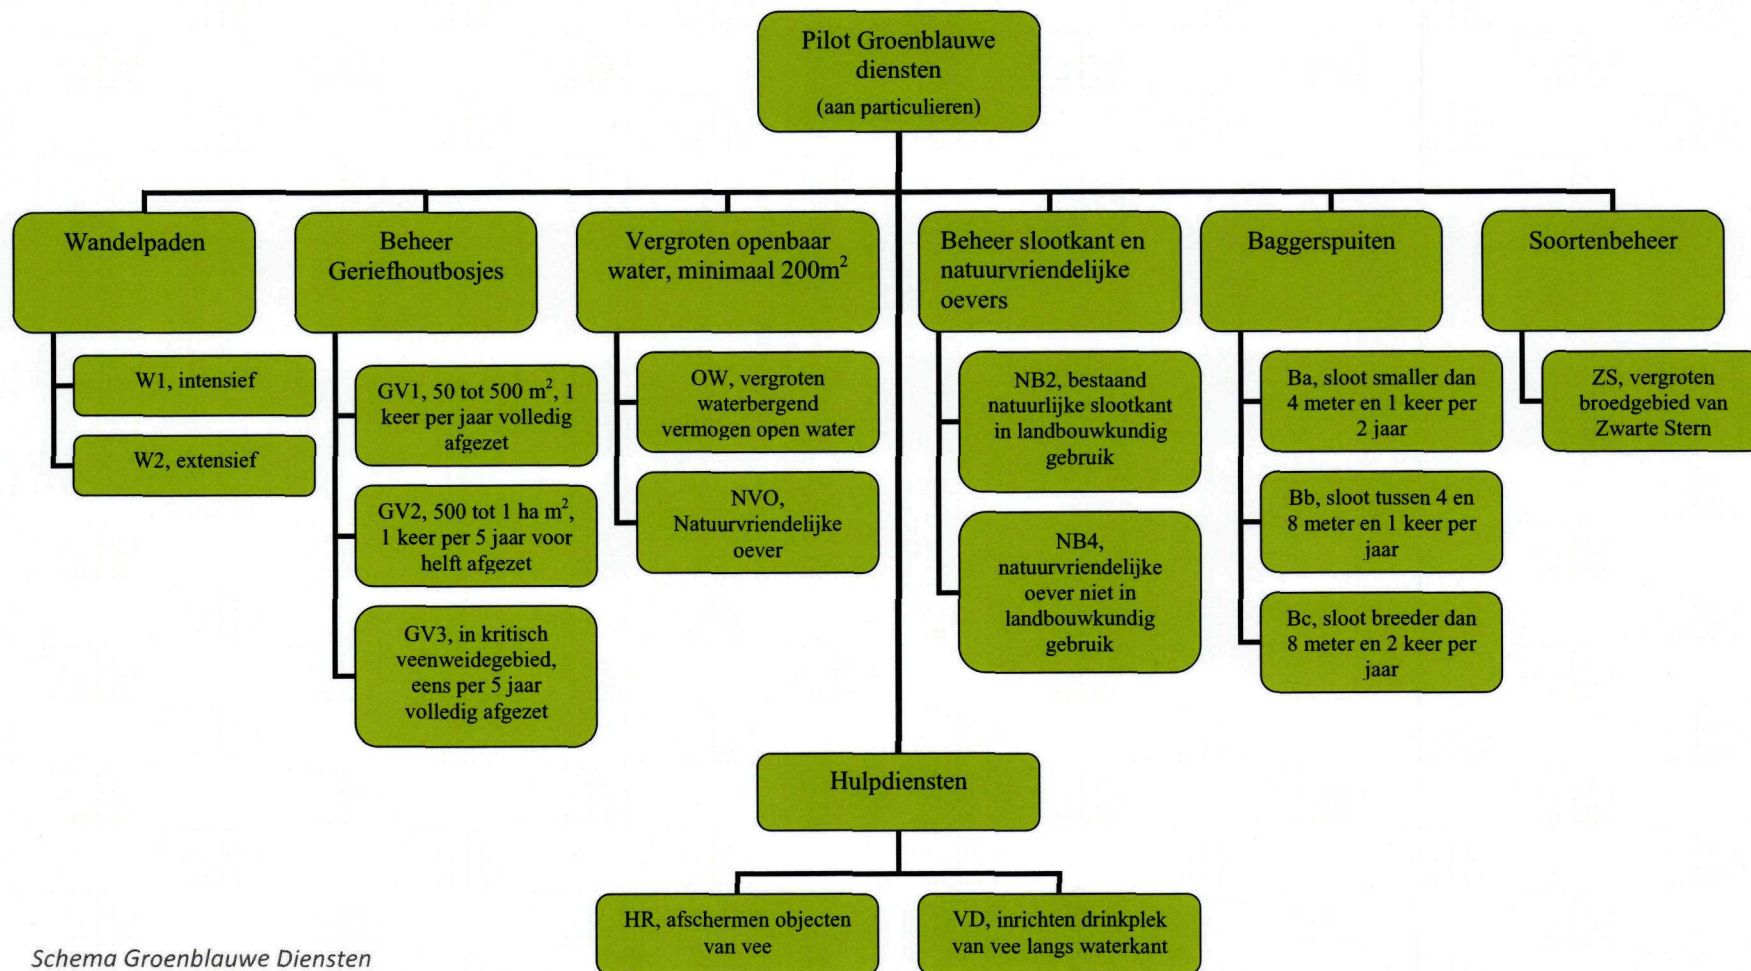 Pilot Groenblauwe
diensten
(aan particulieren)
Wandelpaden
W1, intensief
W2, extensief
Beheer
Geriefhoutbosjes
GV1, 50 tot 500 m², 1
keer per jaar volledig
afgezet
GV2, 500 tot 1 ha m²,
1 keer per 5 jaar voor
helft afgezet
GV3, in kritisch
veenweidegebied,
eens per 5 jaar
volledig afgezet
Vergroten openbaar
water, minimaal 200m²
OW, vergroten
waterbergend
vermogen open water
NVO,
Natuurvriendelijke
oever
Beheer slootkant en
natuurvriendelijke
oevers
NB2, bestaand
natuurlijke slootkant
in landbouwkundig
gebruik
NB4,
natuurvriendelijke
oever niet in
landbouwkundig
gebruik
Baggerspuiten
Ba, sloot smaller dan
4 meter en 1 keer per
2 jaar
Bb, sloot tussen 4 en
8 meter en 1 keer per
jaar
Bc, sloot breeder dan
8 meter en 2 keer per
jaar
Soortenbeheer
ZS, vergroten
broedgebied van
Zwarte Stern
Hulpdiensten
HR, afschermen objecten
van vee
VD, inrichten drinkplek
van vee langs waterkant
Schema Groenblauwe Diensten